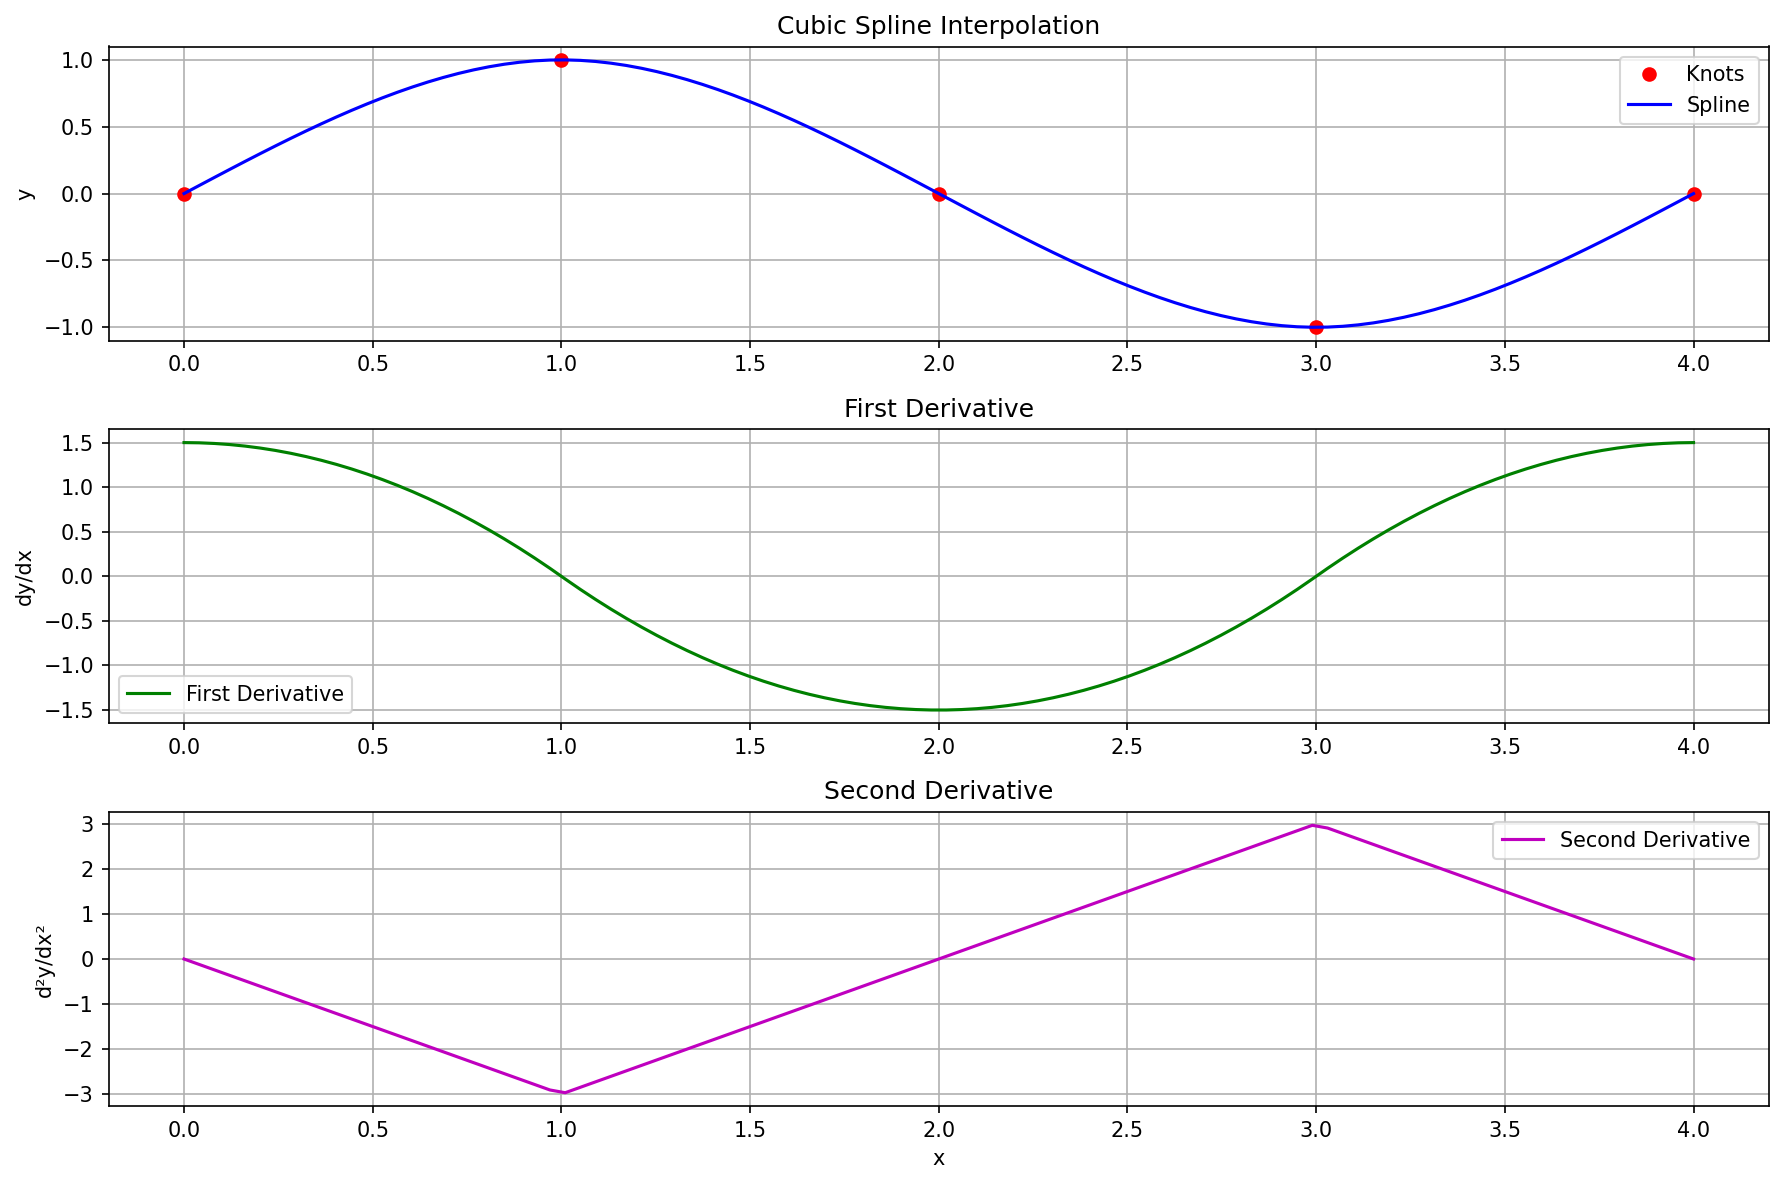 Cubic Spline Interpolation
1.0
0.5
0.0
−0.5
−1.0
y
Knots
Spline
0.0 0.5 1.0 1.5 2.0 2.5 3.0 3.5 4.0
First Derivative
1.5
1.0
0.5
0.0
−0.5
−1.0
−1.5
dy/dx
First Derivative
0.0 0.5 1.0 1.5 2.0 2.5 3.0 3.5 4.0
Second Derivative
3
2
1
0
−1
−2
−3
d²y/dx²
Second Derivative
0.0 0.5 1.0 1.5 2.0 2.5 3.0 3.5 4.0
x